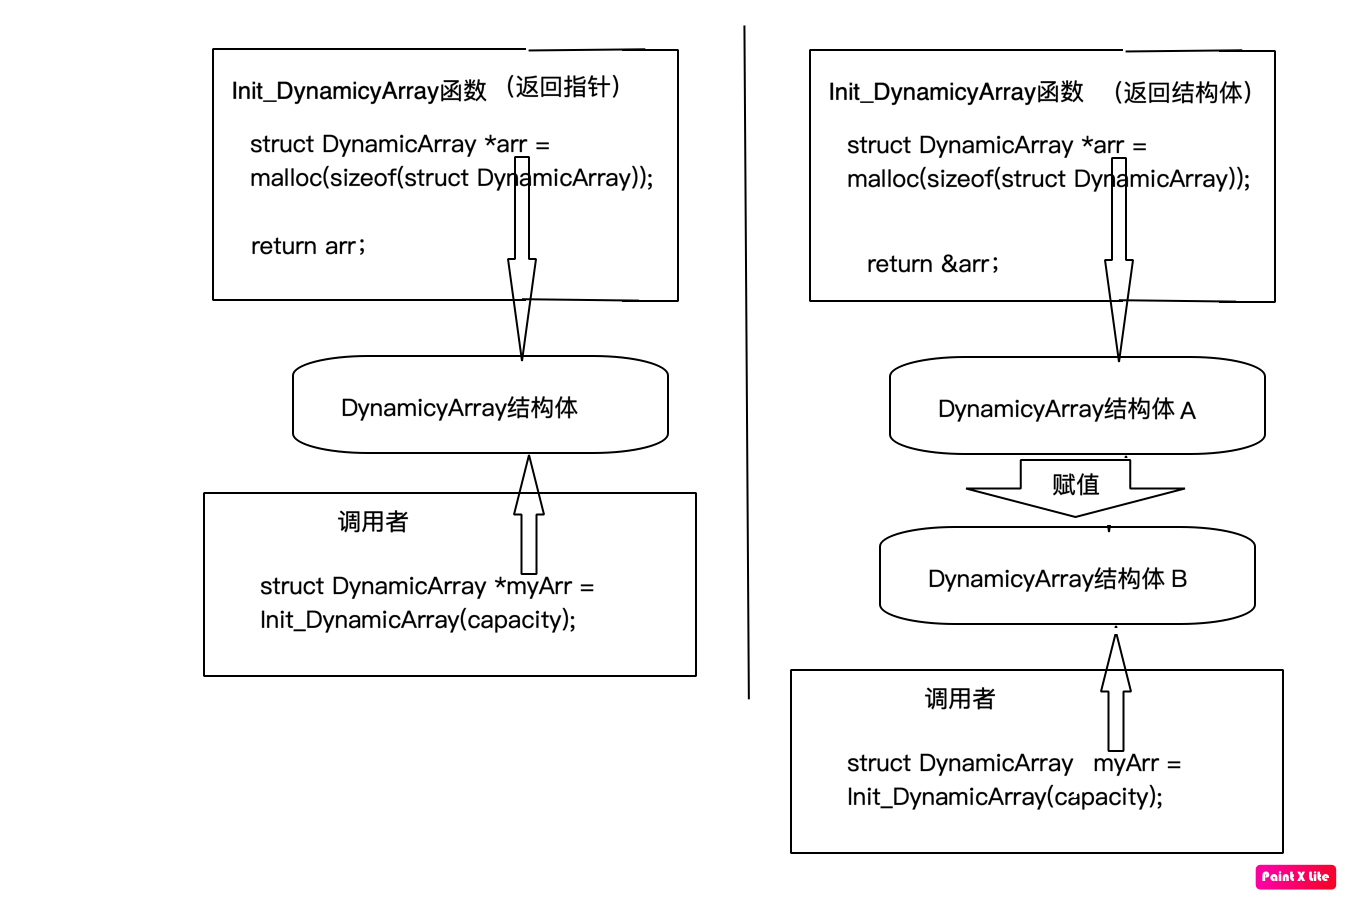 Init_DynamicyArray函数（返回指针）
struct DynamicArray *arr =
malloc(sizeof(struct DynamicArray));
return arr；
DynamicyArray结构体
调用者
struct DynamicArray *myArr =
Init_DynamicArray(capacity);
Init_DynamicyArray函数（返回结构体）
struct DynamicArray *arr =
malloc(sizeof(struct DynamicArray));
return &arr；
DynamicyArray结构体 A
赋值
DynamicyArray结构体 B
调用者
struct DynamicArray myArr =
Init_DynamicArray(capacity);
Paint X Lite